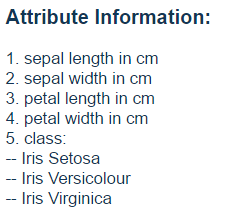 Attribute Information:
1. sepal length in cm
2. sepal width in cm
3. petal length in cm
4. petal width in cm
5. class:
-- Iris Setosa
-- Iris Versicolour
-- Iris Virginica